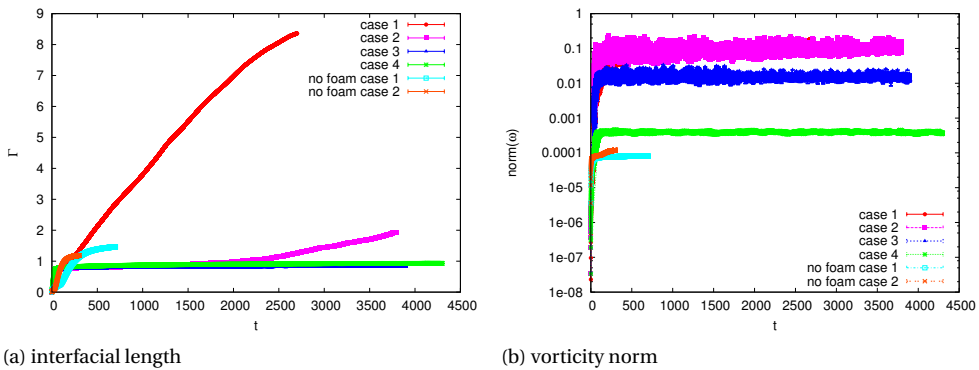 9
8
7
6
5
4
3
2
1
0
Γ
0 500 1000 1500 2000 2500 3000 3500 4000 4500
t
case 1
case 2
case 3
case 4
no foam case 1
no foam case 2
(a) interfacial length
1
0.1
0.01
0.001
0.0001
1e-05
1e-06
1e-07
1e-08
norm(ω)
0 500 1000 1500 2000 2500 3000 3500 4000 4500
t
case 1
case 2
case 3
case 4
no foam case 1
no foam case 2
(b) vorticity norm